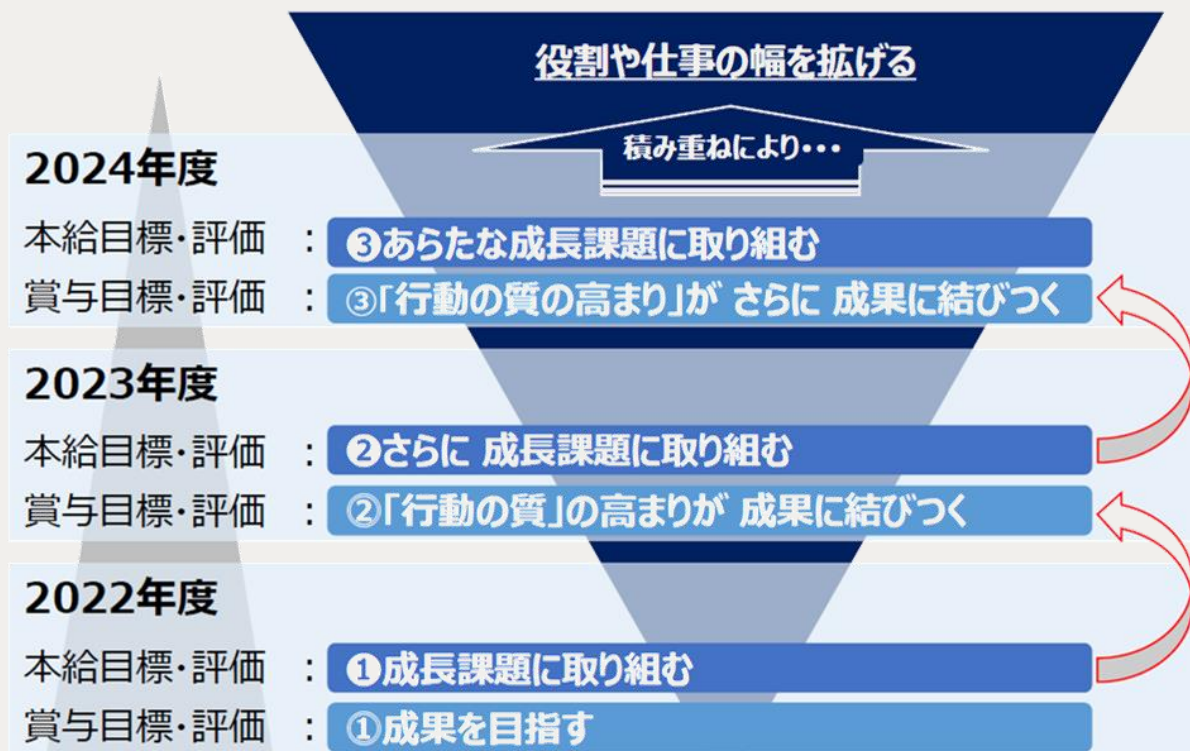 役割や仕事の幅を拡げる
積み重ねにより・・・
2024年度
本給目標・評価 : ❸あらたな成長課題に取り組む
賞与目標・評価 : ③「行動の質の高まり」が さらに 成果に結びつく
2023年度
本給目標・評価 : ❷さらに 成長課題に取り組む
賞与目標・評価 : ②「行動の質」の高まりが 成果に結びつく
2022年度
本給目標・評価 : ❶成長課題に取り組む
賞与目標・評価 : ①成果を目指す